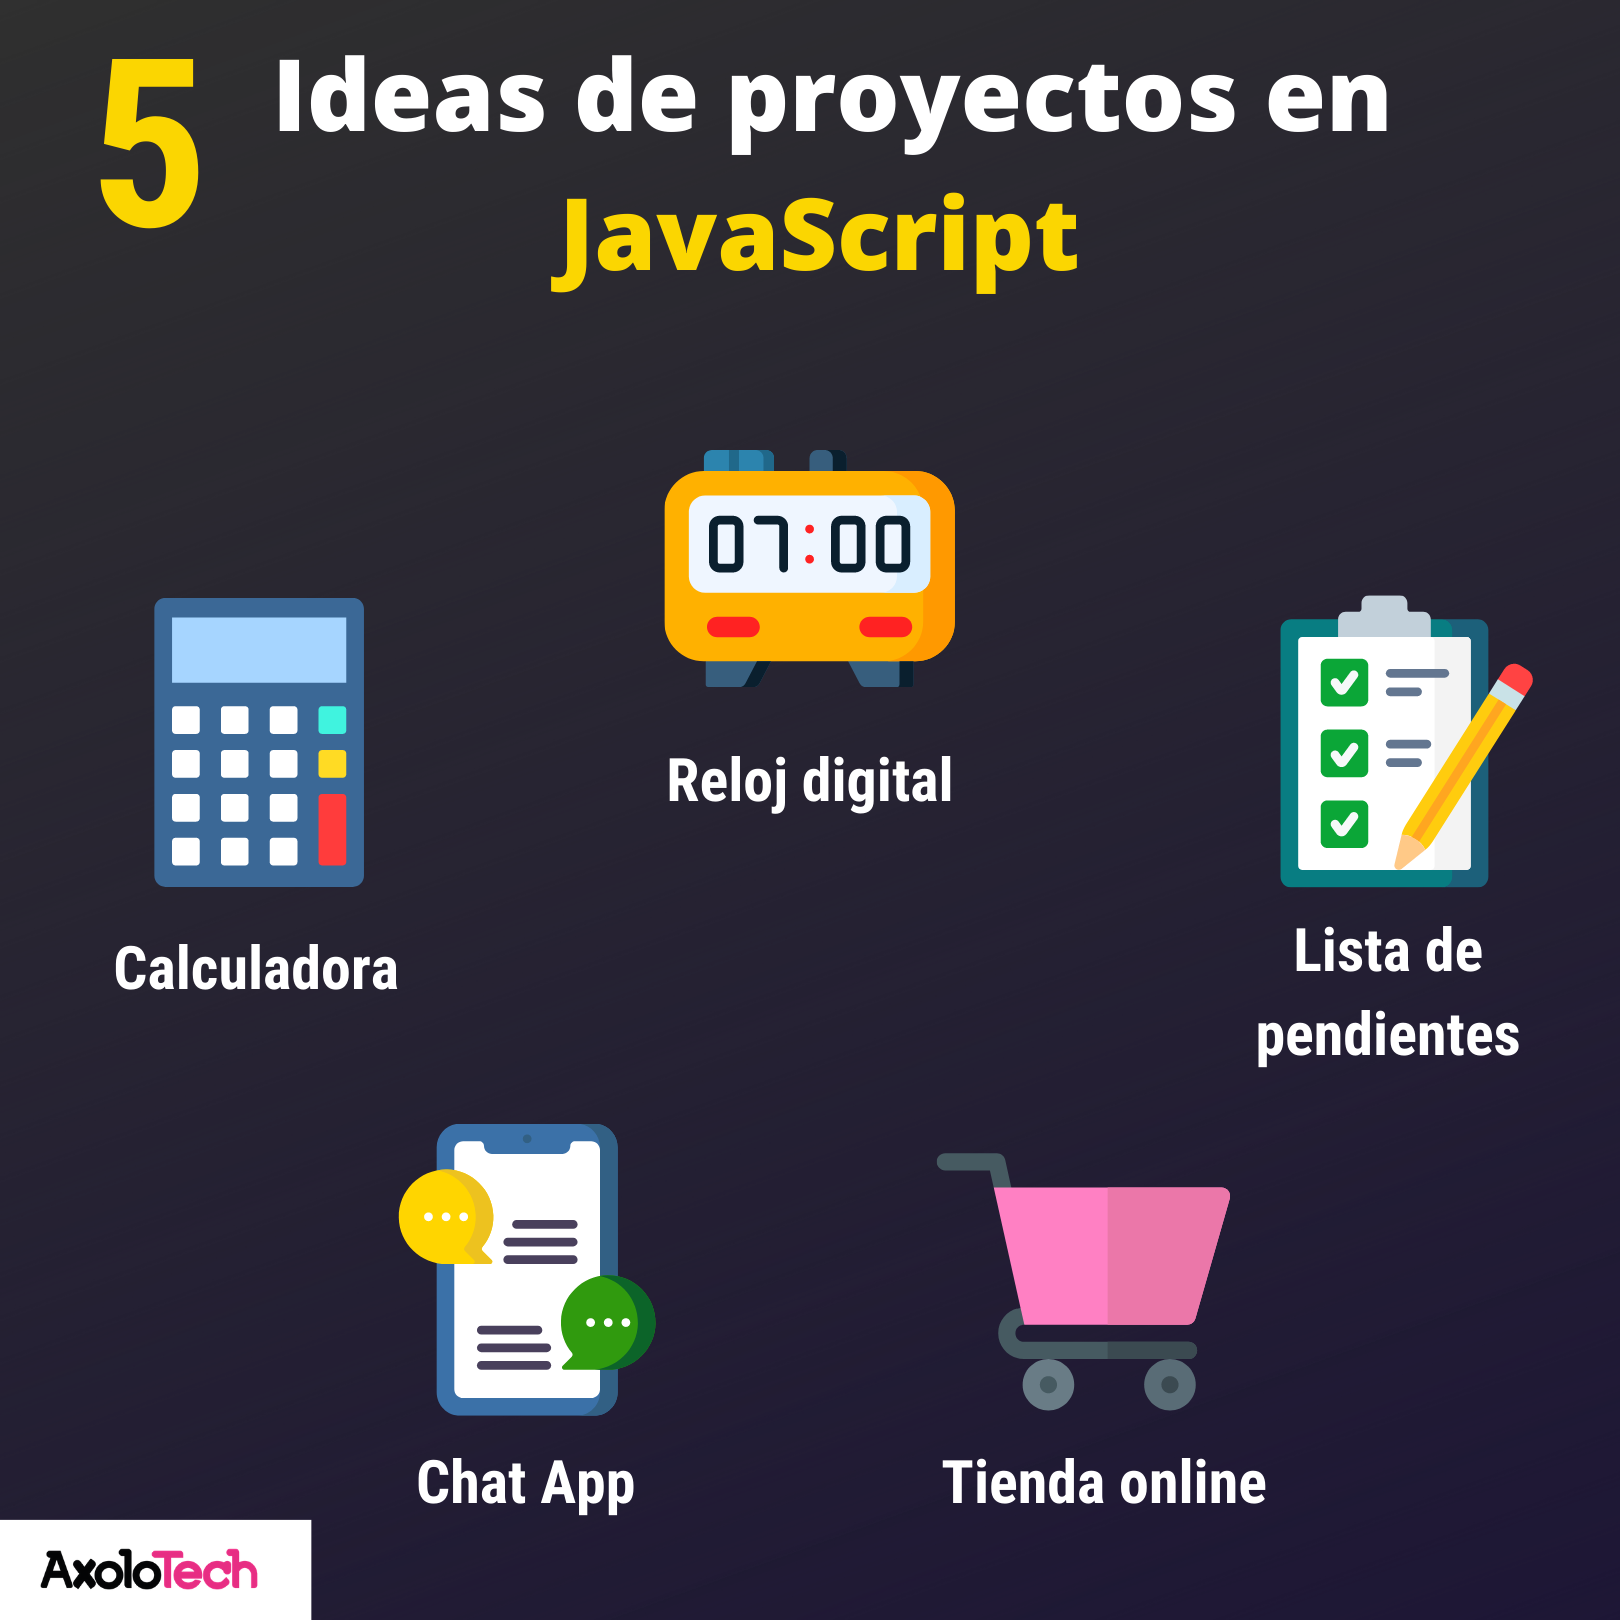 5
Ideas de proyectos en
JavaScript
07:00
Reloj digital
Calculadora
Lista de
pendientes
Chat App
Tienda online
AxoloTech